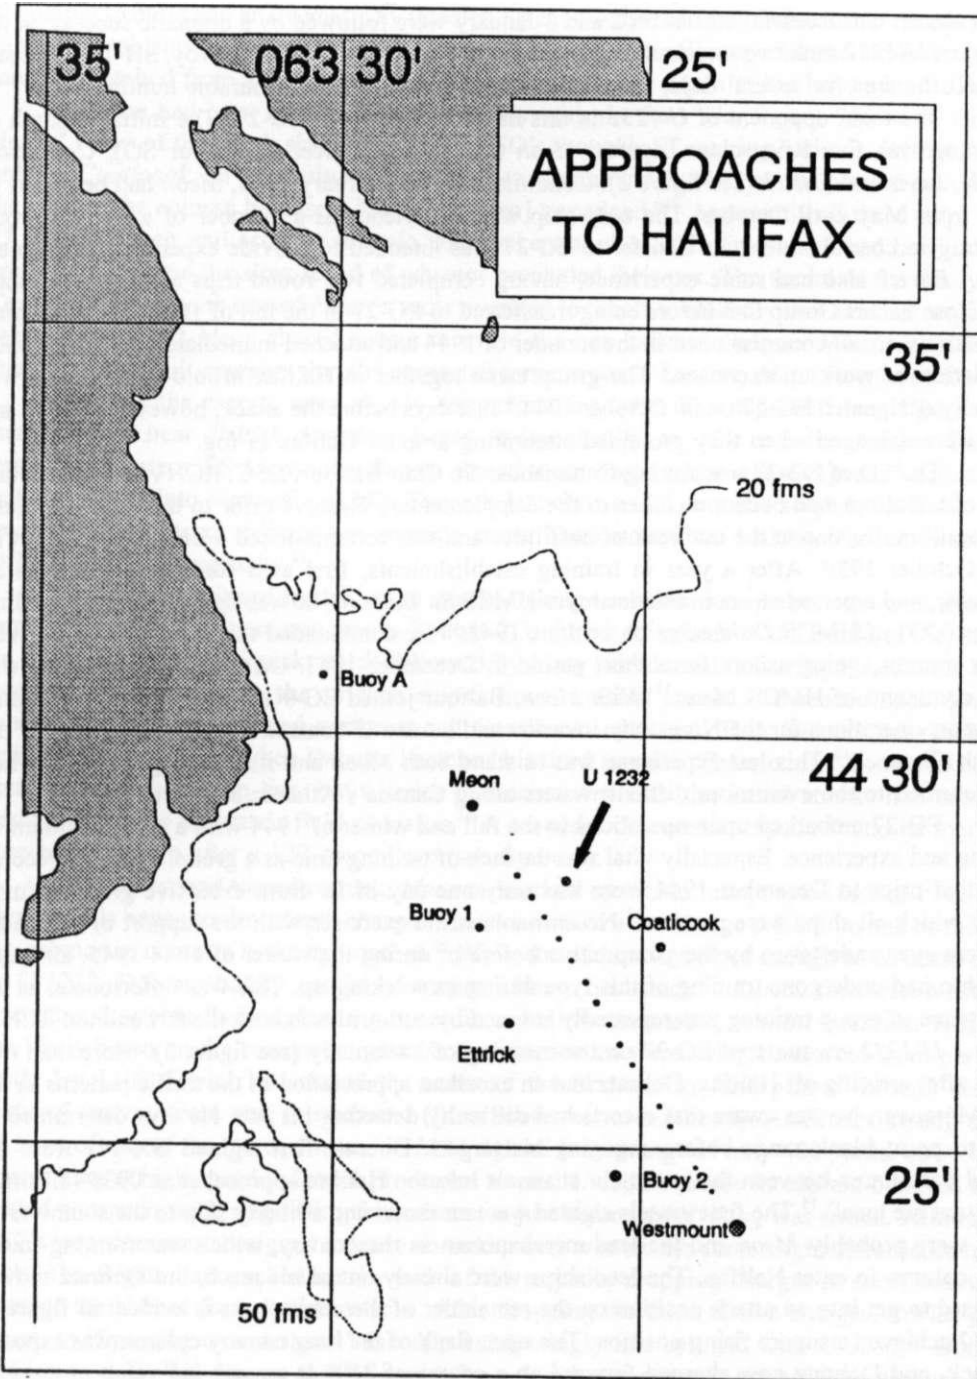 35'
063 30'
25'
APPROACHES
TO HALIFAX
35'
20 fms
Buoy A
44 30'
Meon
U 1232
Buoy 1
Coaticook
Ettrick
25'
Buoy 2
Westmount
50 fms